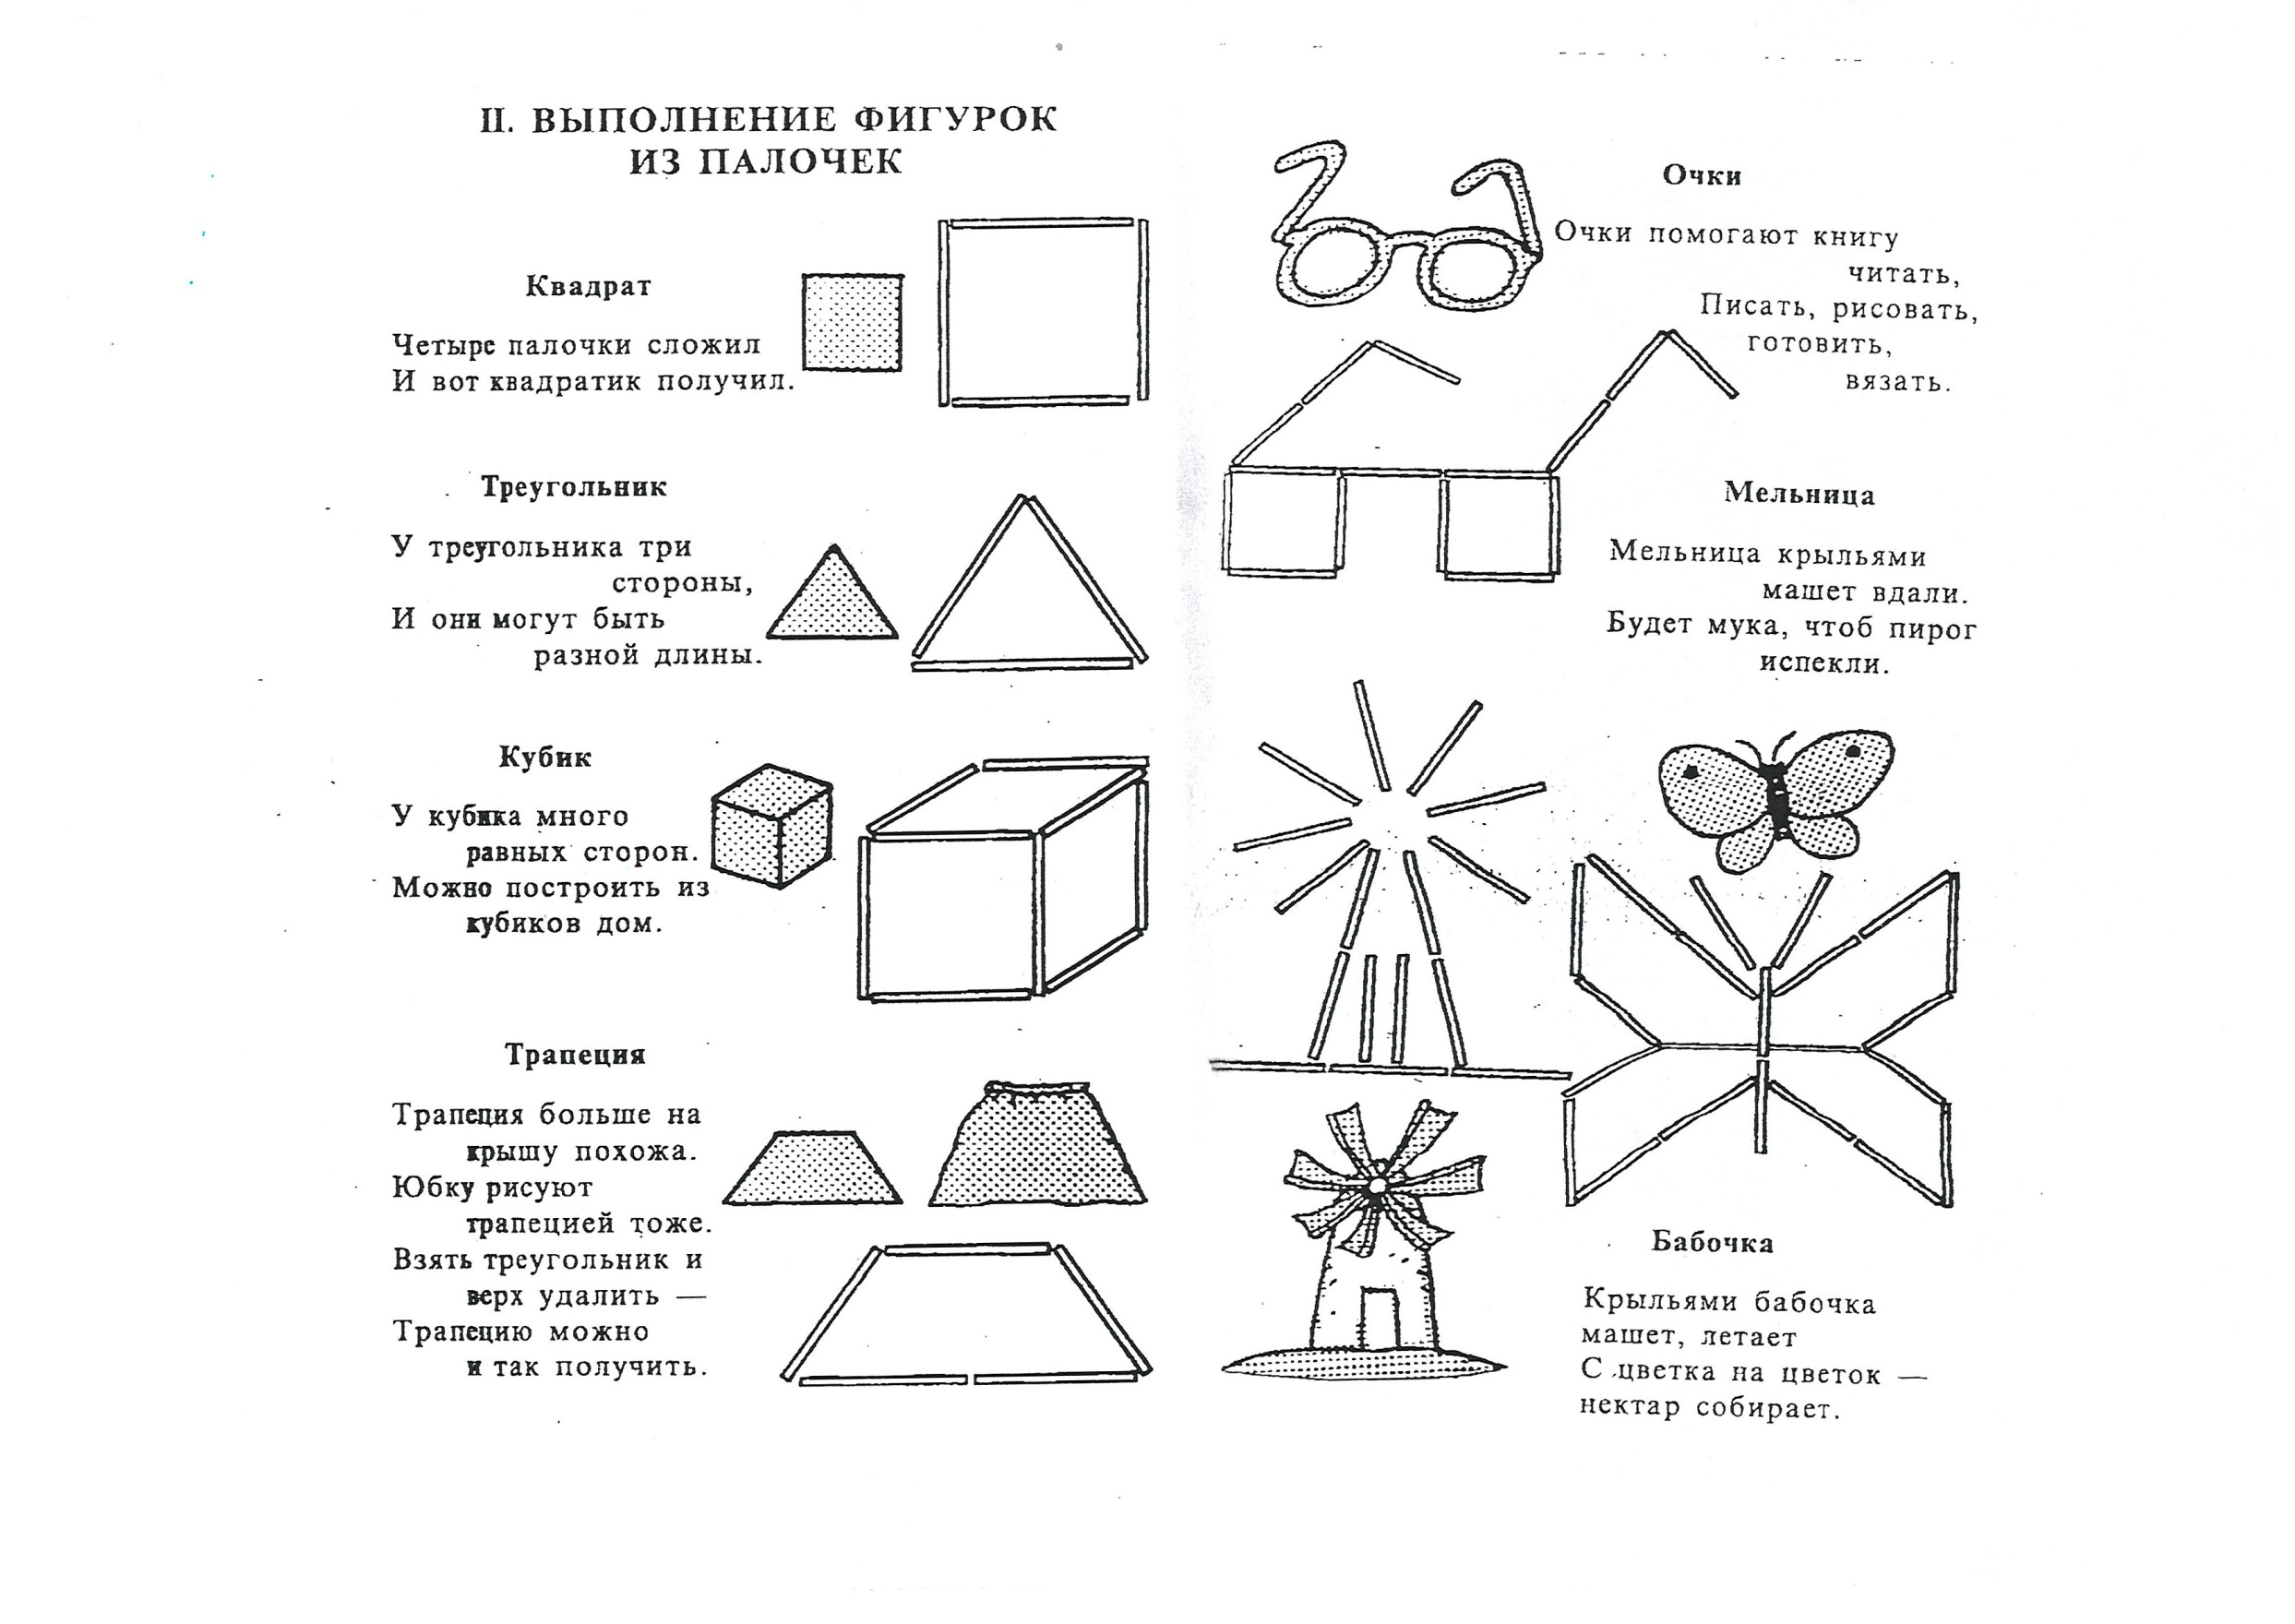 II. ВЫПОЛНЕНИЕ ФИГУРОК
ИЗ ПАЛОЧЕК
Квадрат
Четыре палочки сложил
И вот квадратик получил.
Треугольник
У треугольника три
стороны,
И они могут быть
разной длины.
Кубик
У кубика много
равных сторон.
Можно построить из
кубиков дом.
Трапеция
Трапеция больше на
крышу похожа.
Юбку рисуют
трапецией тоже.
Взять треугольник и
верх удалить —
Трапецию можно
и так получить.
Очки
Очки помогают книгу
читать,
Писать, рисовать,
готовить,
вязать.
Мельница
Мельница крыльями
машет вдали.
Будет мука, чтоб пирог
испекли.
Бабочка
Крыльями бабочка
машет, летает
С цветка на цветок —
нектар собирает.